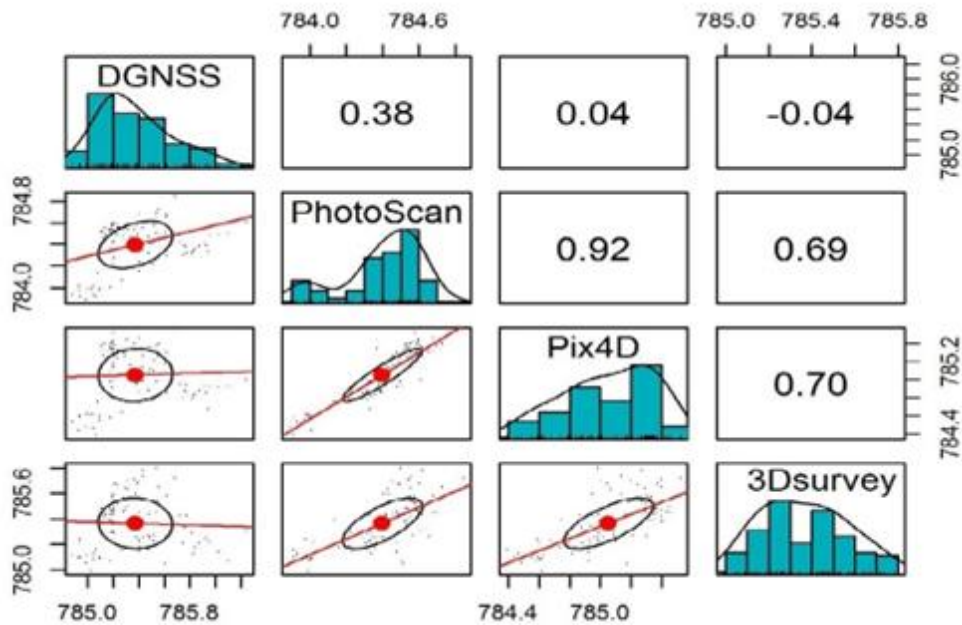 784.0 784.6 785.0 785.4 785.8
DGNSS 0.38 0.04 -0.04 785.0 786.0
784.0 784.8 PhotoScan 0.92 0.69
Pix4D 0.70 784.4 785.2
785.0 785.6 3Dsurvey
785.0 785.8 784.4 785.0